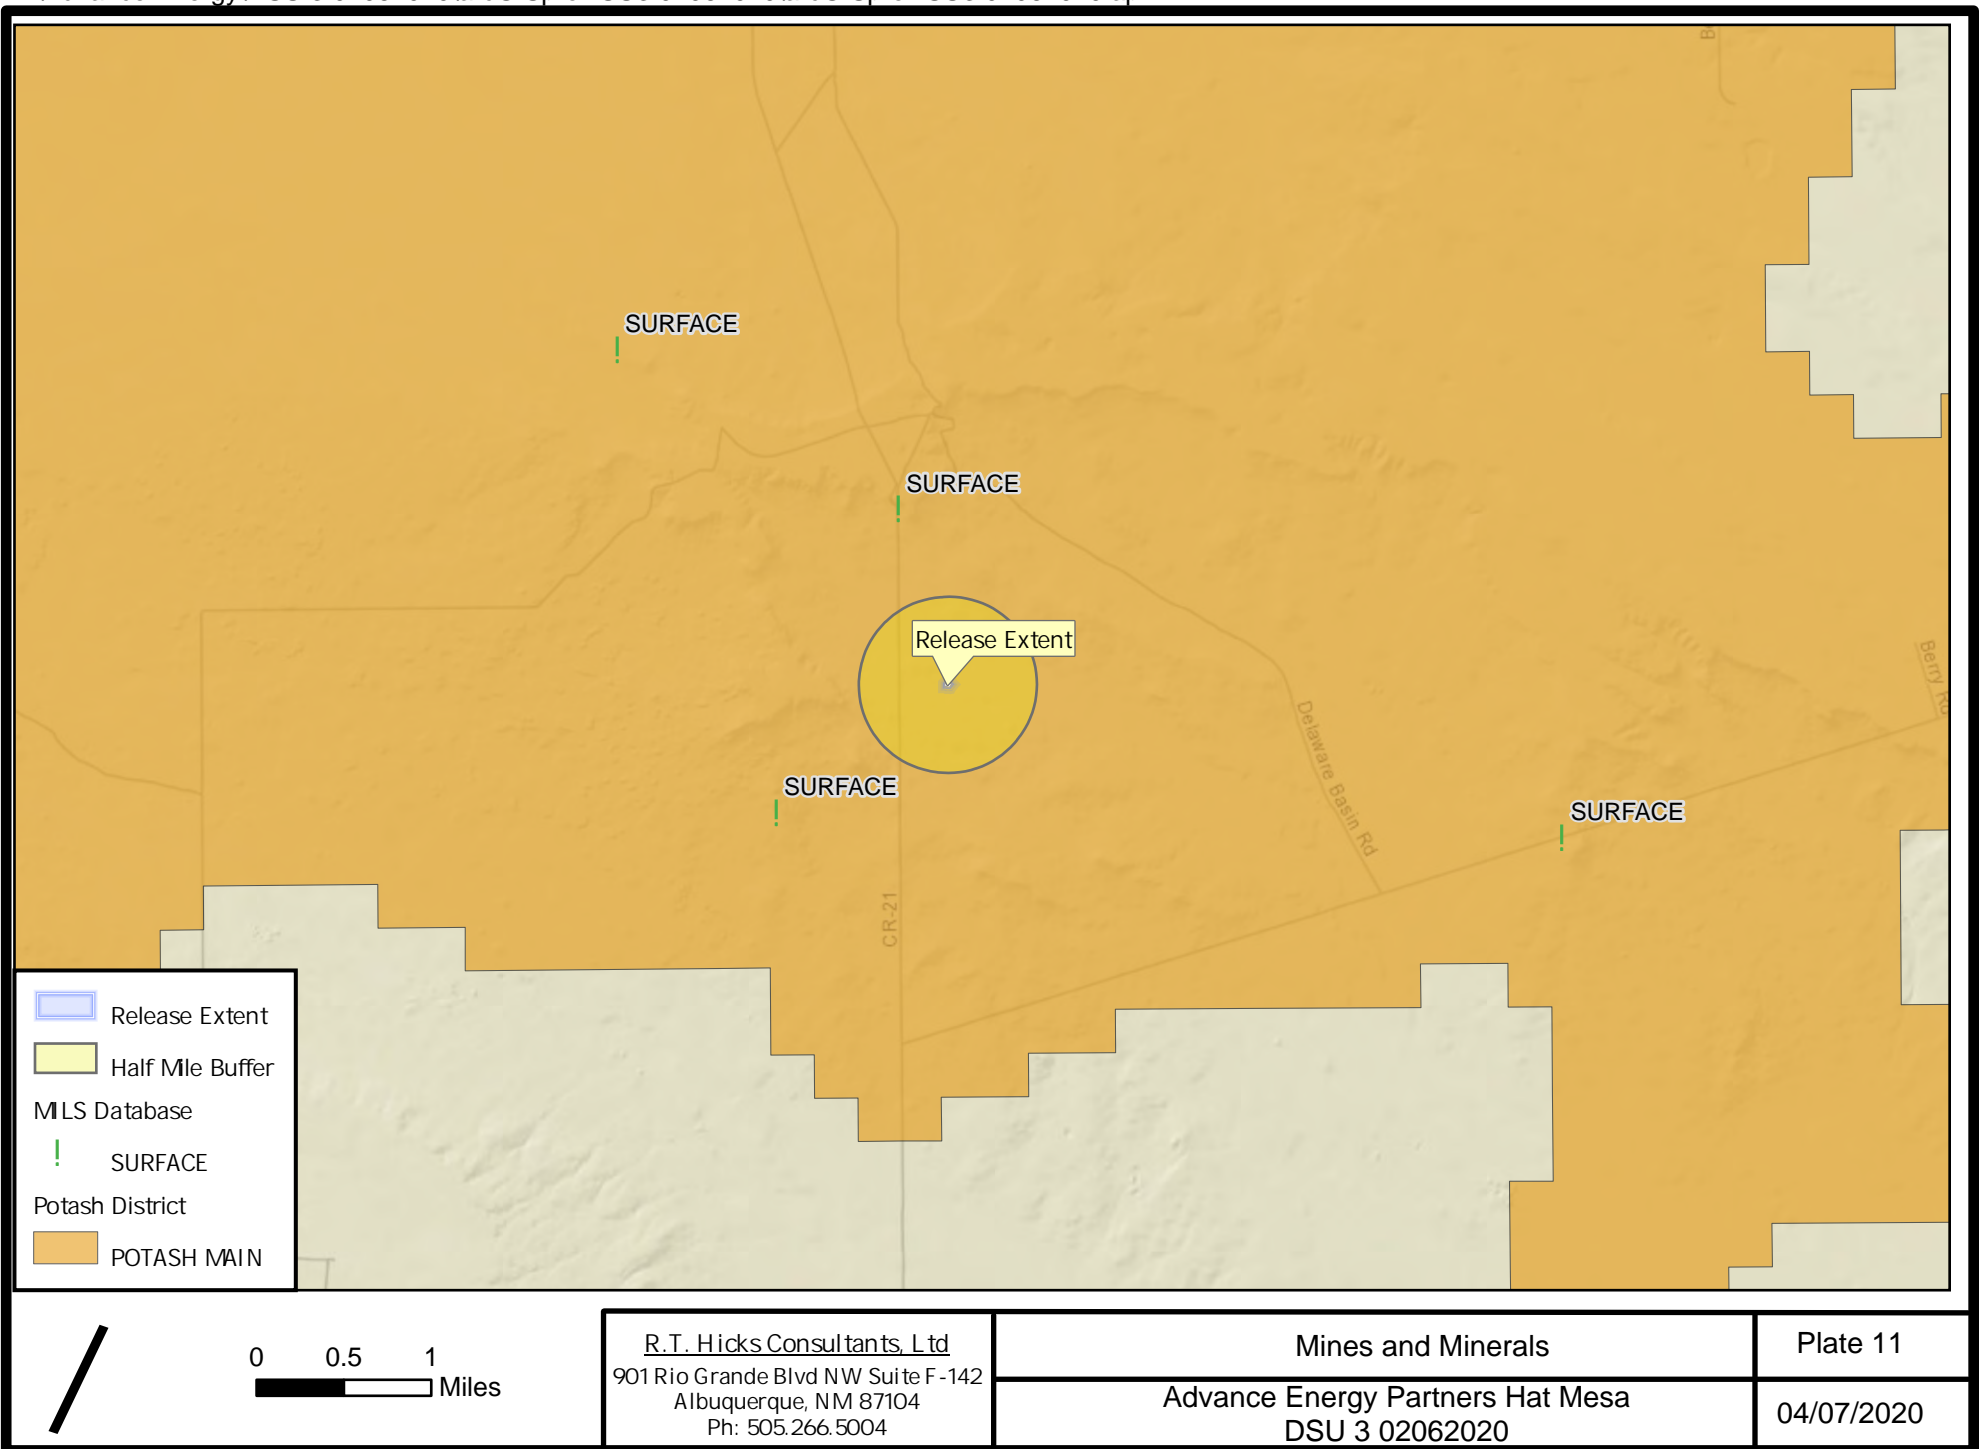 SURFACE
SURFACE
Release Extent
SURFACE
SURFACE
Berry Rd
Delaware Basin Rd
CR-21
Release Extent
Half Mile Buffer
MILS Database
SURFACE
Potash District
POTASH MAIN
0 0.5 1
Miles
R.T. Hicks Consultants, Ltd
901 Rio Grande Blvd NW Suite F-142
Albuquerque, NM 87104
Ph: 505.266.5004
Mines and Minerals
Advance Energy Partners Hat Mesa
DSU 3 02062020
Plate 11
04/07/2020